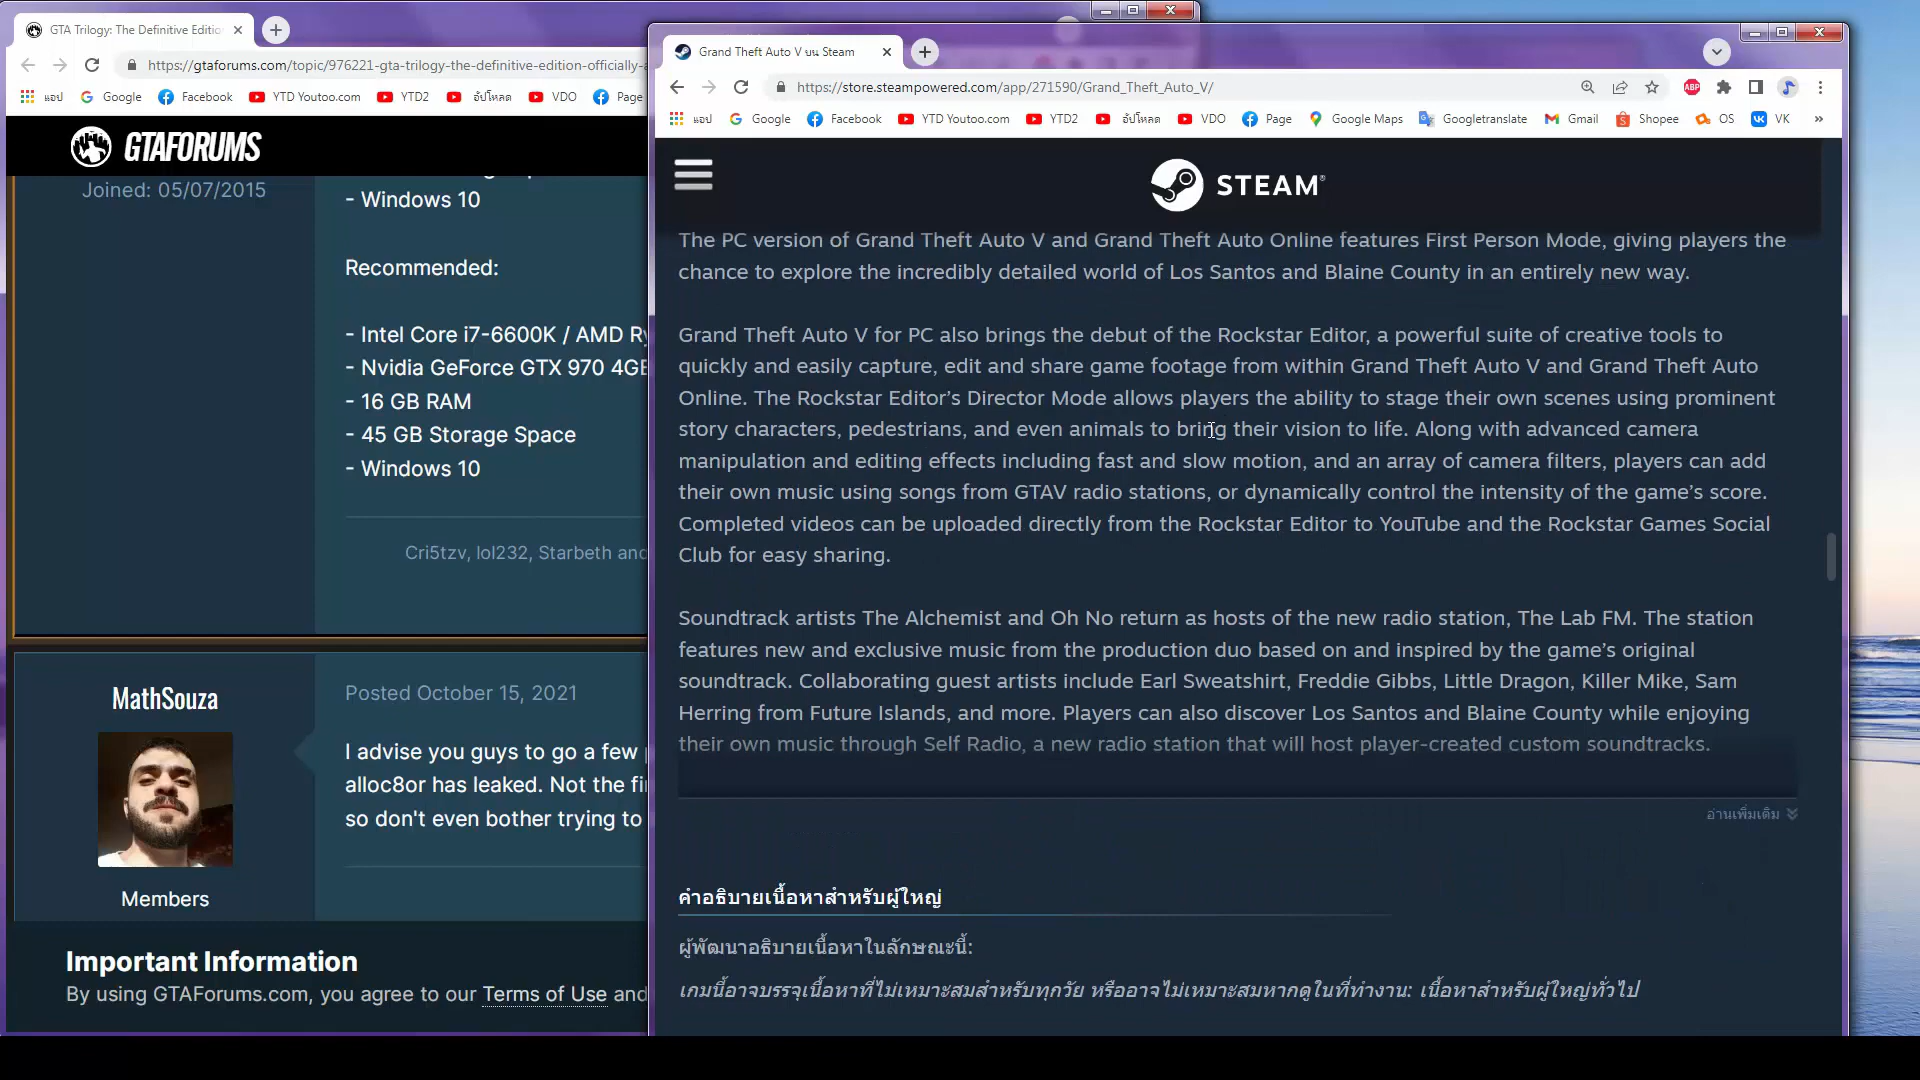 GTA Trilogy: The Definitive Editio
https://gtaforums.com/topic/976221-gta-trilogy-the-definitive-edition-officially-a
แอป
Google
Facebook
YTD Youtoo.com
YTD2
อัปโหลด
VDO
Page
GTAFORUMS
Joined: 05/07/2015
- Windows 10
Recommended:
- Intel Core i7-6600K / AMD Ry
- Nvidia GeForce GTX 970 4GB
- 16 GB RAM
- 45 GB Storage Space
- Windows 10
Cri5tzv, lol232, Starbeth and
MathSouza
Members
Posted October 15, 2021
I advise you guys to go a few p
alloc8or has leaked. Not the fi
so don't even bother trying to
Important Information
By using GTAForums.com, you agree to our Terms of Use and
Grand Theft Auto V บน Steam
https://store.steampowered.com/app/271590/Grand_Theft_Auto_V/
ABP
แอป
Google
Facebook
YTD Youtoo.com
YTD2
อัปโหลด
VDO
Page
Google Maps
Googletranslate
Gmail
Shopee
OS
VK
STEAM®
The PC version of Grand Theft Auto V and Grand Theft Auto Online features First Person Mode, giving players the
chance to explore the incredibly detailed world of Los Santos and Blaine County in an entirely new way.
Grand Theft Auto V for PC also brings the debut of the Rockstar Editor, a powerful suite of creative tools to
quickly and easily capture, edit and share game footage from within Grand Theft Auto V and Grand Theft Auto
Online. The Rockstar Editor’s Director Mode allows players the ability to stage their own scenes using prominent
story characters, pedestrians, and even animals to bring their vision to life. Along with advanced camera
manipulation and editing effects including fast and slow motion, and an array of camera filters, players can add
their own music using songs from GTAV radio stations, or dynamically control the intensity of the game’s score.
Completed videos can be uploaded directly from the Rockstar Editor to YouTube and the Rockstar Games Social
Club for easy sharing.
Soundtrack artists The Alchemist and Oh No return as hosts of the new radio station, The Lab FM. The station
features new and exclusive music from the production duo based on and inspired by the game’s original
soundtrack. Collaborating guest artists include Earl Sweatshirt, Freddie Gibbs, Little Dragon, Killer Mike, Sam
Herring from Future Islands, and more. Players can also discover Los Santos and Blaine County while enjoying
their own music through Self Radio, a new radio station that will host player-created custom soundtracks.
อ่านเพิ่มเติม
คำอธิบายเนื้อหาสำหรับผู้ใหญ่
ผู้พัฒนาอธิบายเนื้อหาในลักษณะนี้:
เกมนี้อาจบรรจุเนื้อหาที่ไม่เหมาะสมสำหรับทุกวัย หรืออาจไม่เหมาะสมหากดูในที่ทำงาน: เนื้อหาสำหรับผู้ใหญ่ทั่วไป